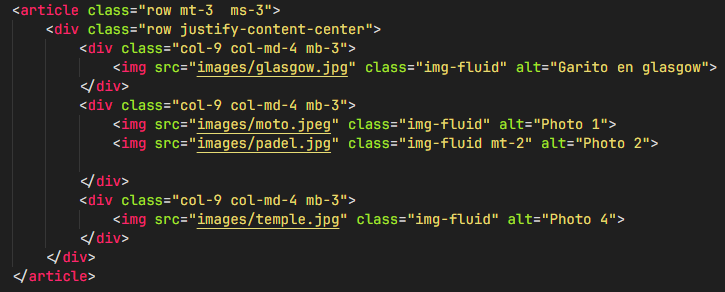 <article class="row mt-3  ms-3">
<div class="row justify-content-center">
<div class="col-9 col-md-4 mb-3">
<img src="images/glasgow.jpg" class="img-fluid" alt="Garito en glasgow">
</div>
<div class="col-9 col-md-4 mb-3">
<img src="images/moto.jpeg" class="img-fluid" alt="Photo 1">
<img src="images/padel.jpg" class="img-fluid mt-2" alt="Photo 2">
</div>
<div class="col-9 col-md-4 mb-3">
<img src="images/temple.jpg" class="img-fluid" alt="Photo 4">
</div>
</div>
</article>